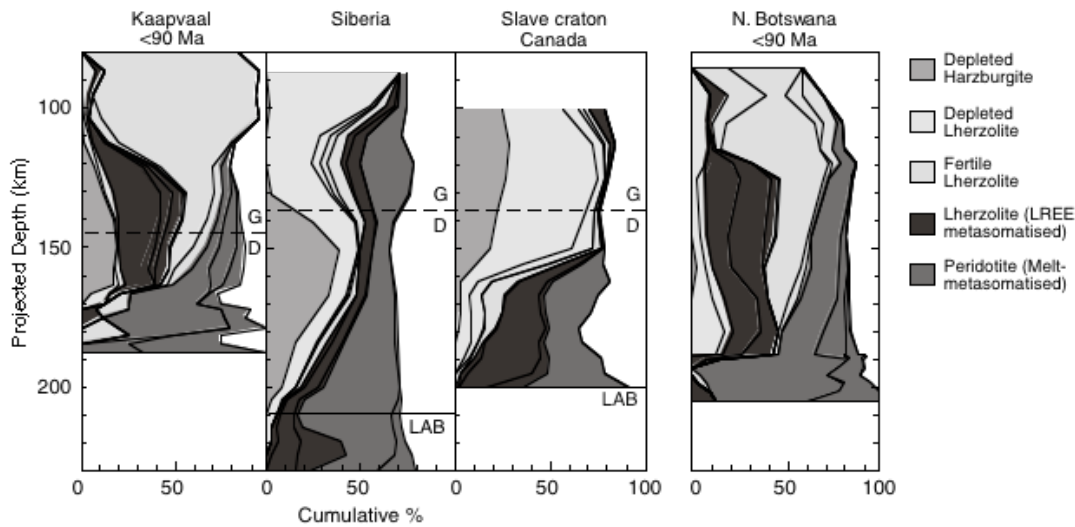 Kaapvaal
<90 Ma
Siberia
Slave craton
Canada
N. Botswana
<90 Ma
Projected Depth (km)
100
150
200
G
D
G
D
LAB
G
D
LAB
0
50
0
50
0
50
100
0
50
100
Cumulative %
Depleted
Harzburgite
Depleted
Lherzolite
Fertile
Lherzolite
Lherzolite (LREE
metasomatised)
Peridotite (Melt-
metasomatised)